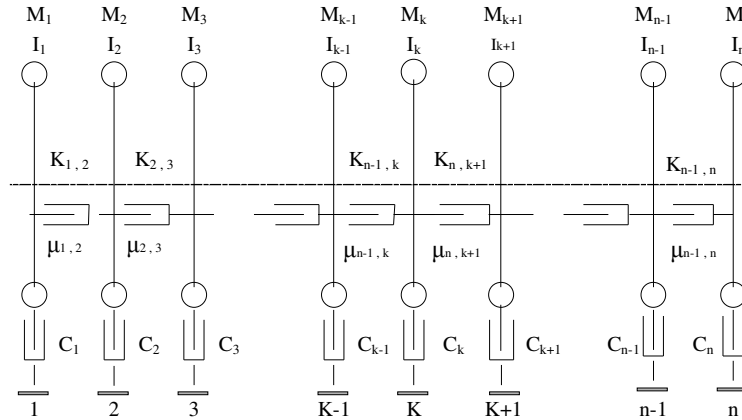 M1 M2 M3 Mk-1 Mk Mk+1 Mn-1 M
I1 I2 I3 Ik-1 Ik Ik+1 In-1 In
K1 , 2 K2 , 3 Kn-1 , k Kn , k+1 Kn-1 , n
μ1 , 2 μ2 , 3 μn-1 , k μn , k+1 μn-1 , n
C1 C2 C3 Ck-1 Ck Ck+1 Cn-1 Cn
1 2 3 K-1 K K+1 n-1 n